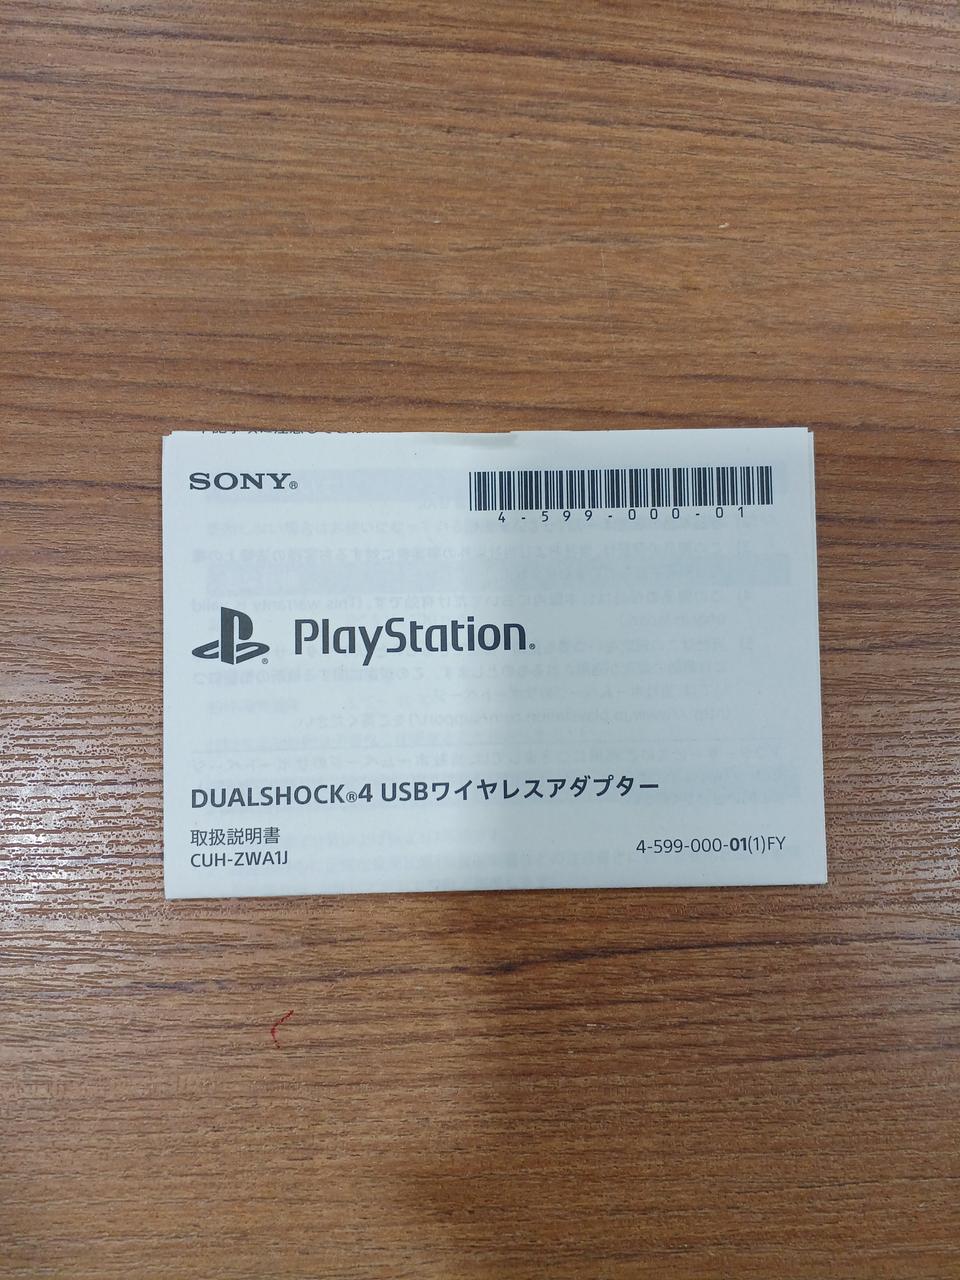 SONY®
4-599-000-01
PlayStation®
DUALSHOCK®4 USBワイヤレスアダプター
取扱説明書
CUH-ZWA1J
4-599-000-01(1)FY